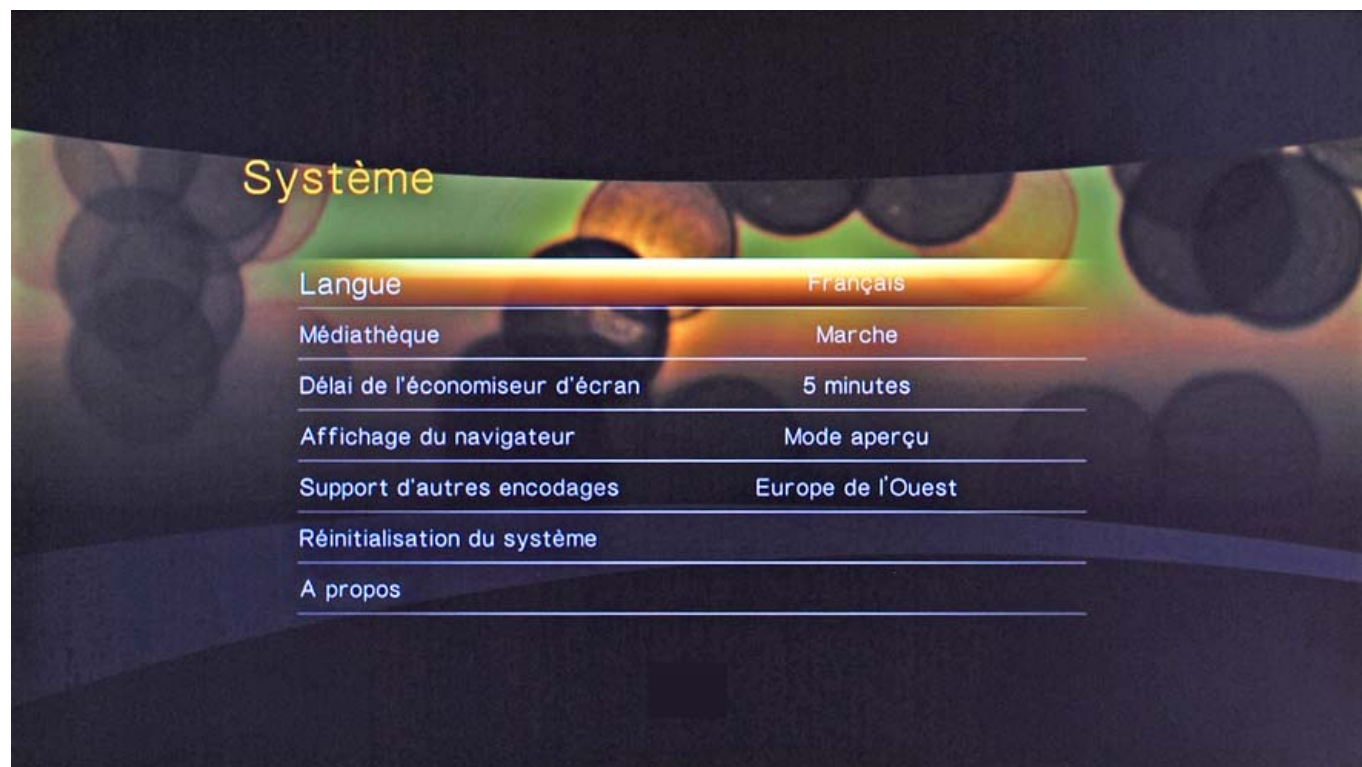 Système
Langue Français
Médiathèque Marche
Délai de l'économiseur d'écran 5 minutes
Affichage du navigateur Mode aperçu
Support d'autres encodages Europe de l'Ouest
Réinitialisation du système
A propos